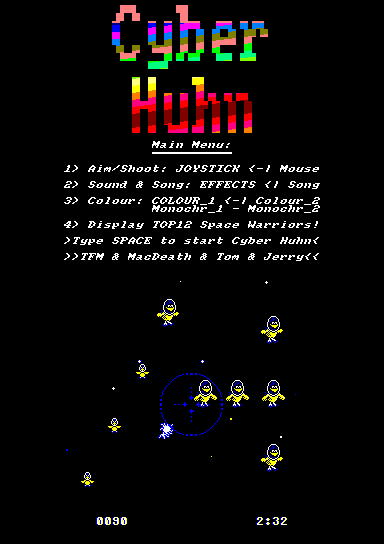 Cyber
Huhn
Main Menu:
1> Aim/Shoot: JOYSTICK <-| Mouse
2> Sound & Song: EFFECTS <| Song
3> Colour: COLOUR_1 <-| Colour_2
Monochr_1 - Monochr_2
4> Display TOP12 Space Warriors!
>Type SPACE to start Cyber Huhn<
>>TFM & MacDeath & Tom & Jerry<<
0090 2:32